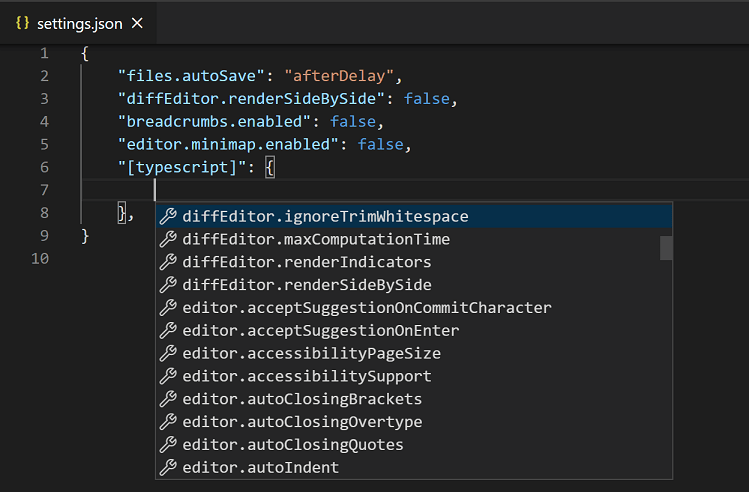 {} settings.json ×
1 {
2     "files.autoSave": "afterDelay",
3     "diffEditor.renderSideBySide": false,
4     "breadcrumbs.enabled": false,
5     "editor.minimap.enabled": false,
6     "[typescript]": {
7
diffEditor.ignoreTrimWhitespace
8     },
diffEditor.maxComputationTime
9 }
diffEditor.renderIndicators
10
diffEditor.renderSideBySide
editor.acceptSuggestionOnCommitCharacter
editor.acceptSuggestionOnEnter
editor.accessibilityPageSize
editor.accessibilitySupport
editor.autoClosingBrackets
editor.autoClosingOvertype
editor.autoClosingQuotes
editor.autoIndent